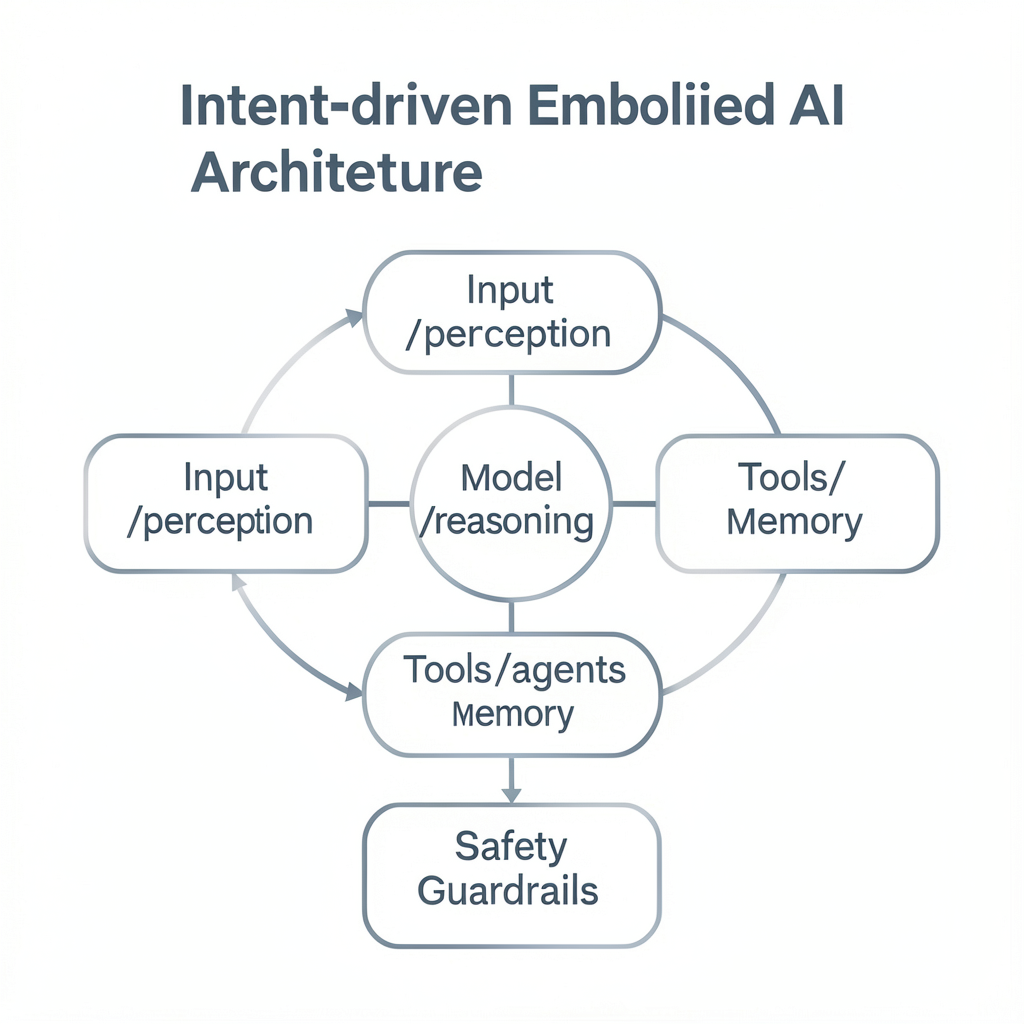 Intent-driven Emboliied AI
Architeture
Input
/perception
Input
/perception
Model
/reasoning
Tools/
Memory
Tools/agents
Memory
Safety
Guardrails